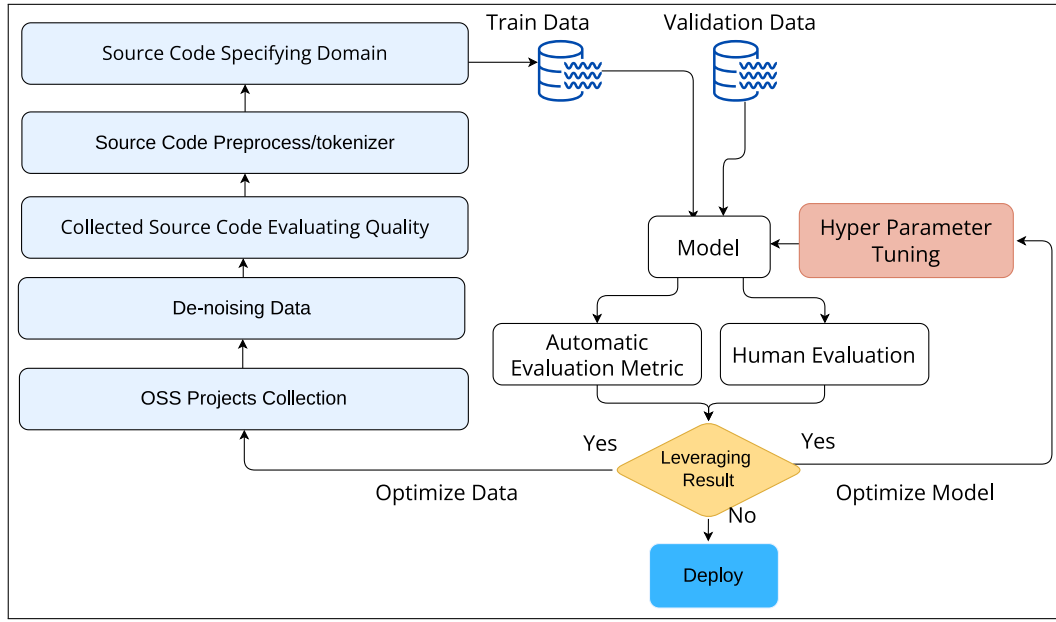 Train Data
Validation Data
Source Code Specifying Domain
Source Code Preprocess/tokenizer
Collected Source Code Evaluating Quality
De-noising Data
OSS Projects Collection
Model
Hyper Parameter
Tuning
Automatic
Evaluation Metric
Human Evaluation
Yes
Leveraging
Result
Yes
Optimize Data
Optimize Model
No
Deploy